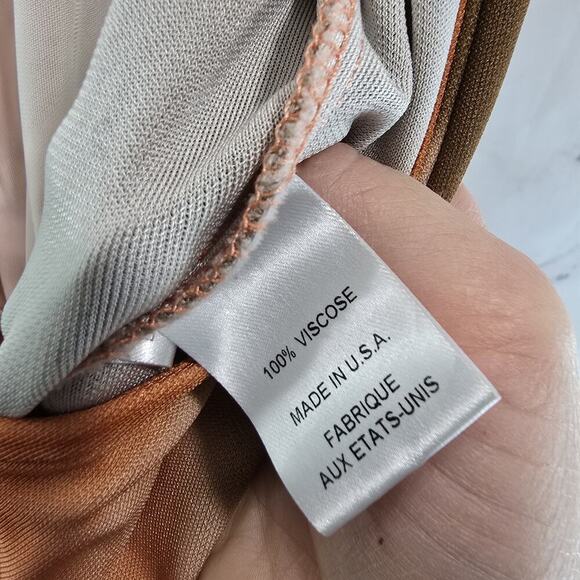 100% VISCOSE
MADE IN U.S.A.
FABRIQUE
AUX ETATS-UNIS